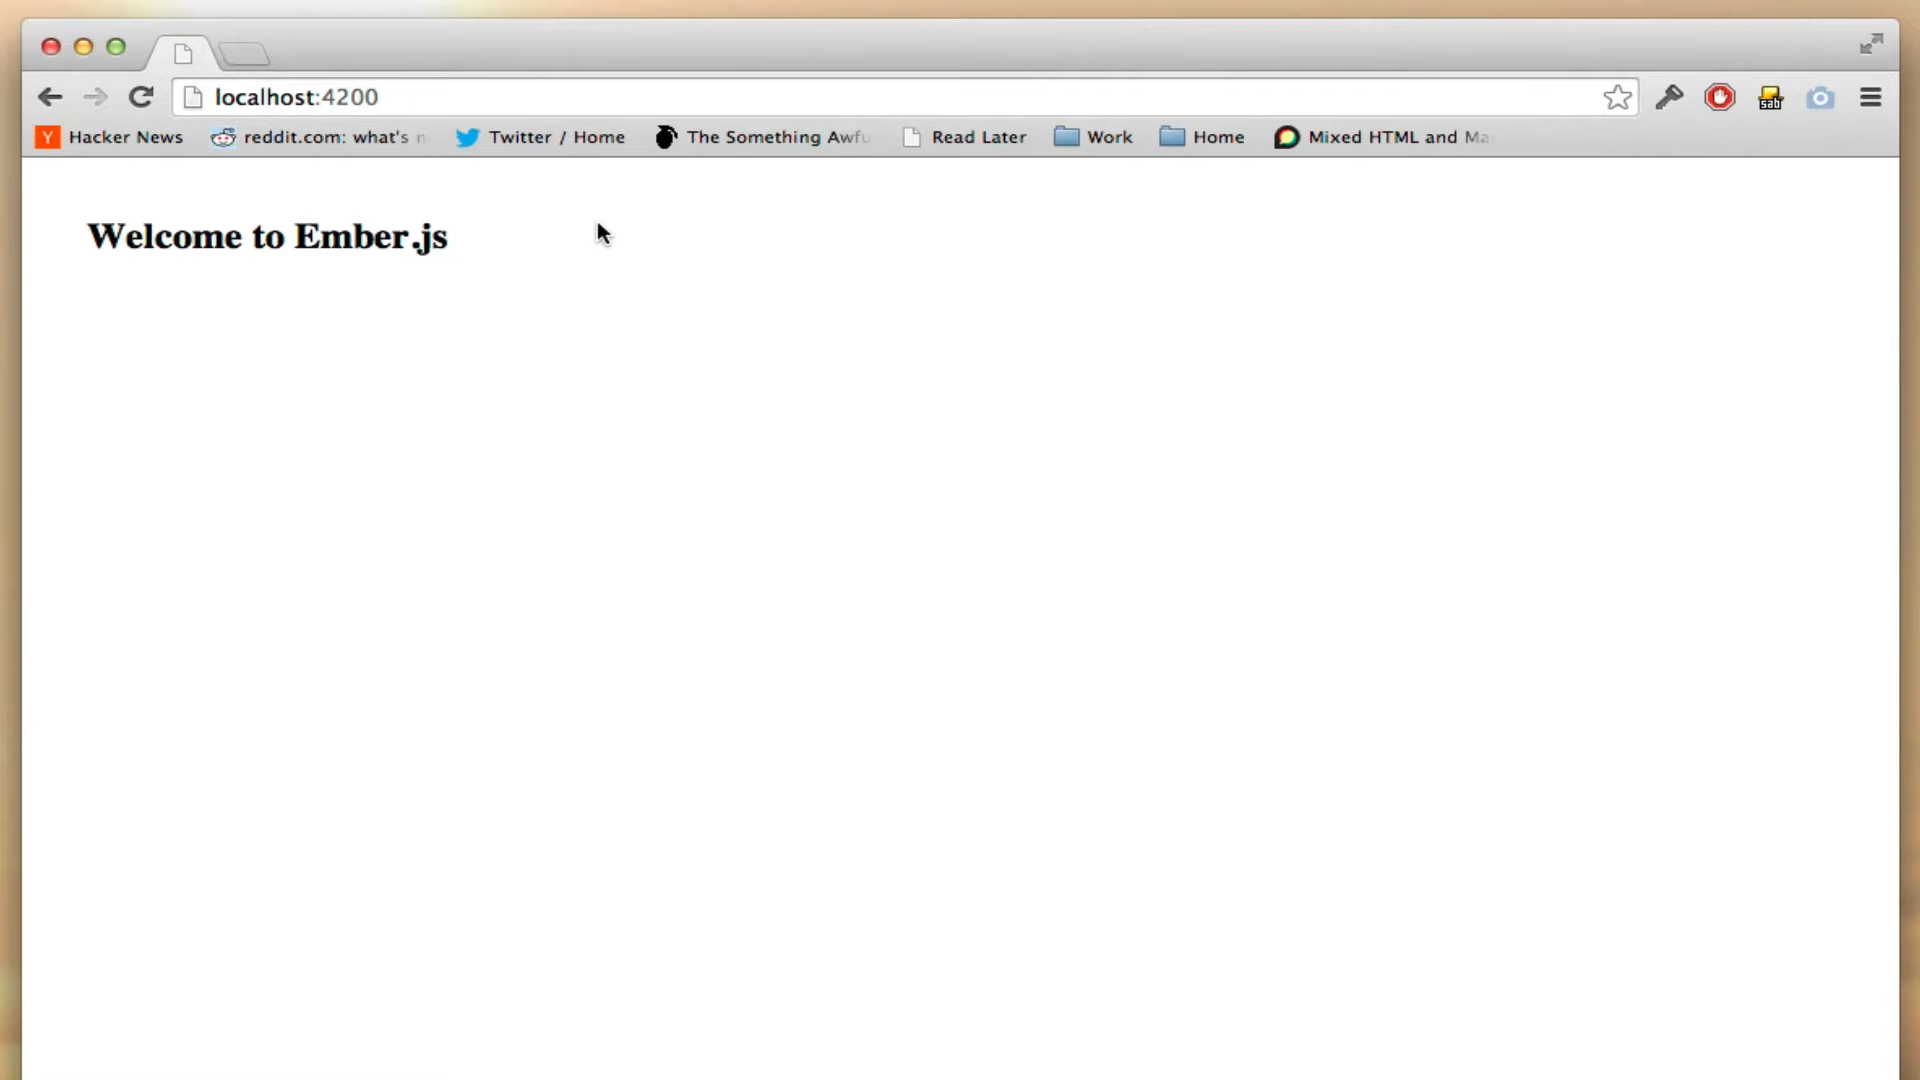 localhost:4200
Hacker News
reddit.com: what's
Twitter / Home
The Something
Read Later
Work
Home
Mixed HTML and
sab
Welcome to Ember.js